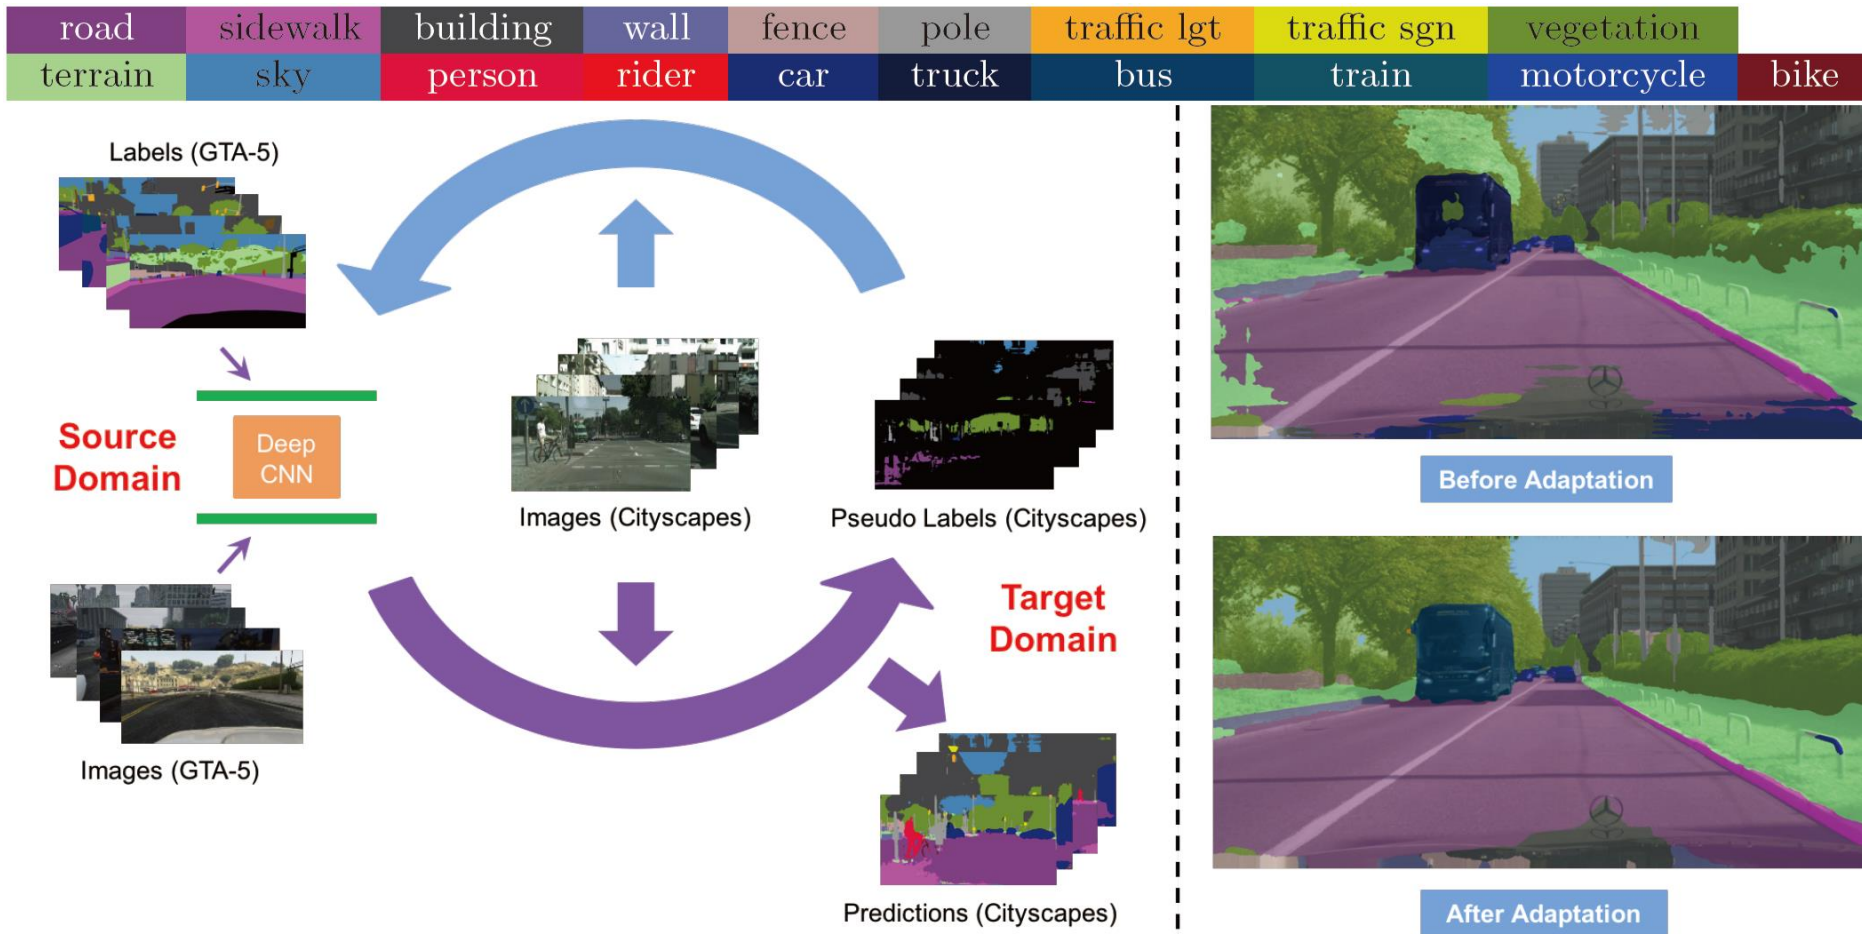 road sidewalk building wall fence pole traffic lgt traffic sgn vegetation
terrain sky person rider car truck bus train motorcycle bike
Labels (GTA-5)
Source
Domain
Deep
CNN
Images (GTA-5)
Images (Cityscapes)
Pseudo Labels (Cityscapes)
Target
Domain
Predictions (Cityscapes)
Before Adaptation
After Adaptation